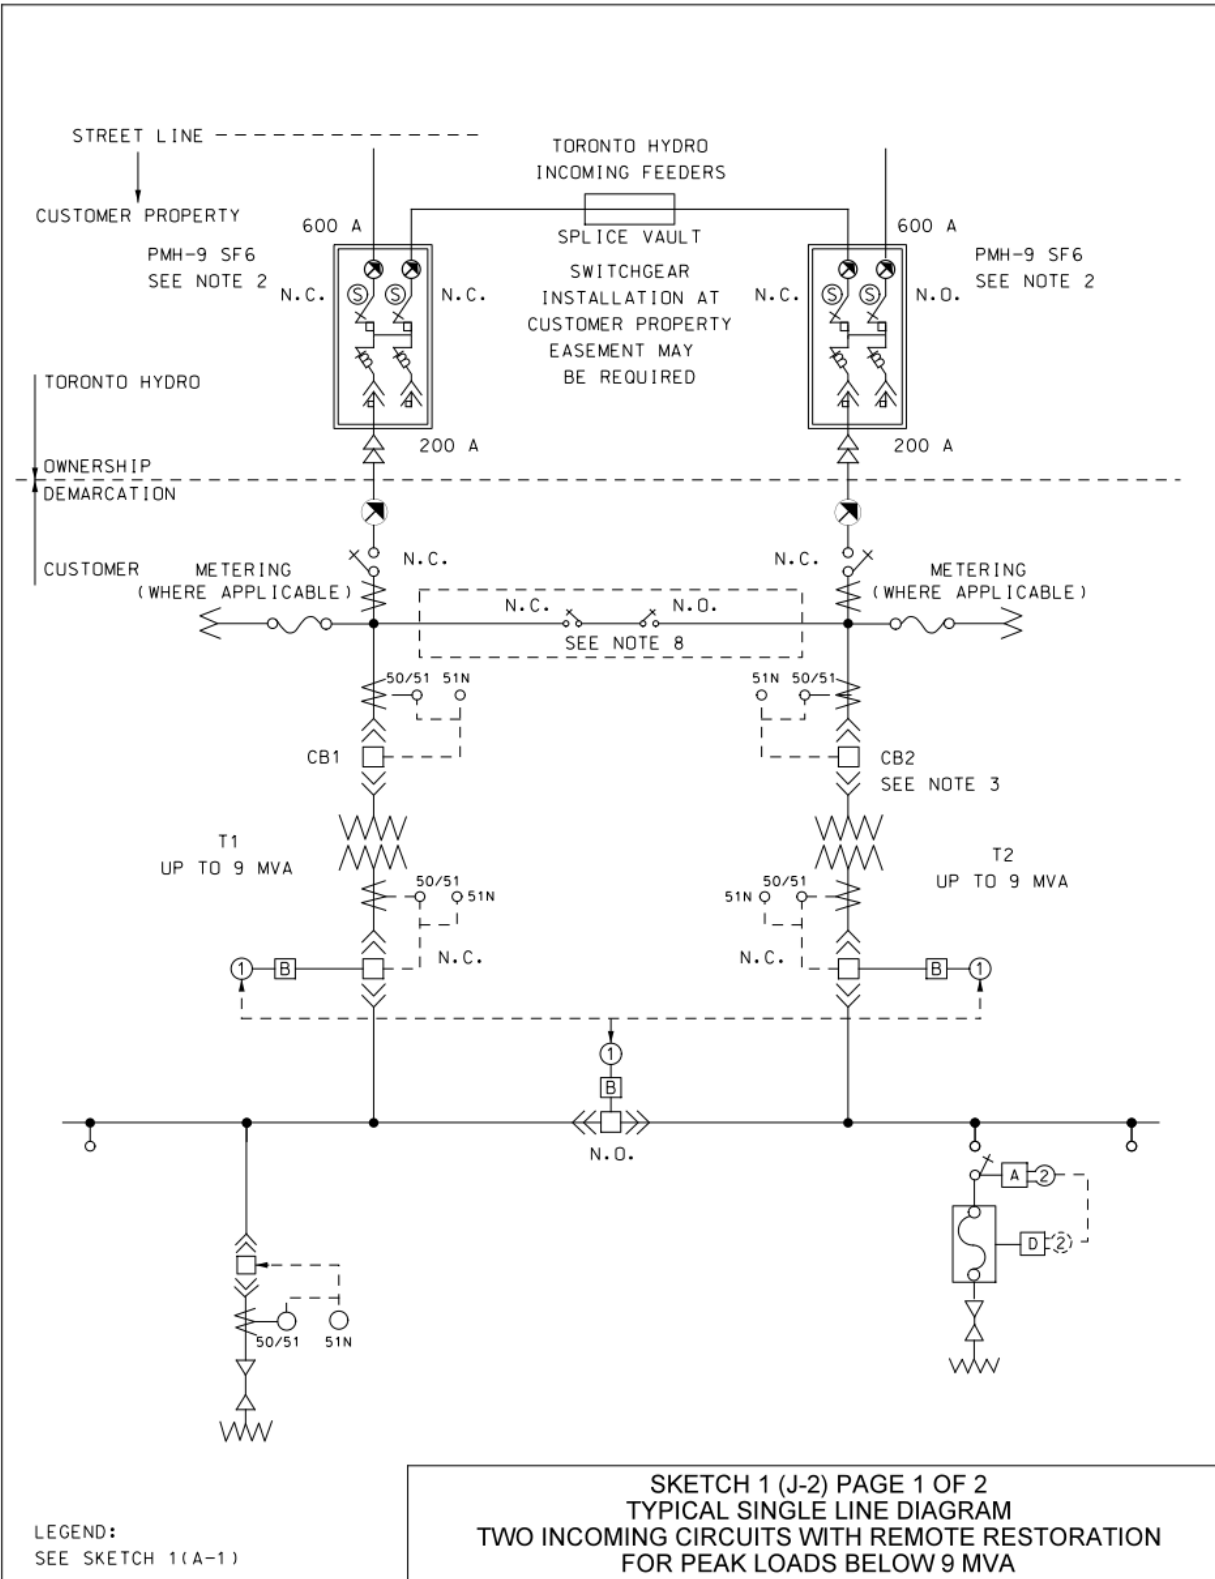 STREET LINE
CUSTOMER PROPERTY
TORONTO HYDRO
INCOMING FEEDERS
SPLICE VAULT
600 A
600 A
PMH-9 SF6
SEE NOTE 2
N.C.
S
S
N.C.
SWITCHGEAR
INSTALLATION AT
CUSTOMER PROPERTY
EASEMENT MAY
BE REQUIRED
N.C.
S
S
N.O.
PMH-9 SF6
SEE NOTE 2
TORONTO HYDRO
200 A
200 A
OWNERSHIP
DEMARCATION
CUSTOMER
METERING
(WHERE APPLICABLE)
N.C.
N.C.
METERING
(WHERE APPLICABLE)
N.C.
N.O.
SEE NOTE 8
50/51
51N
51N
50/51
CB1
CB2
SEE NOTE 3
T1
UP TO 9 MVA
T2
UP TO 9 MVA
50/51
51N
51N
50/51
N.C.
N.C.
1
B
B
1
1
B
N.O.
A
2
D
2
50/51
51N
LEGEND:
SEE SKETCH 1(A-1)
SKETCH 1 (J-2) PAGE 1 OF 2
TYPICAL SINGLE LINE DIAGRAM
TWO INCOMING CIRCUITS WITH REMOTE RESTORATION
FOR PEAK LOADS BELOW 9 MVA